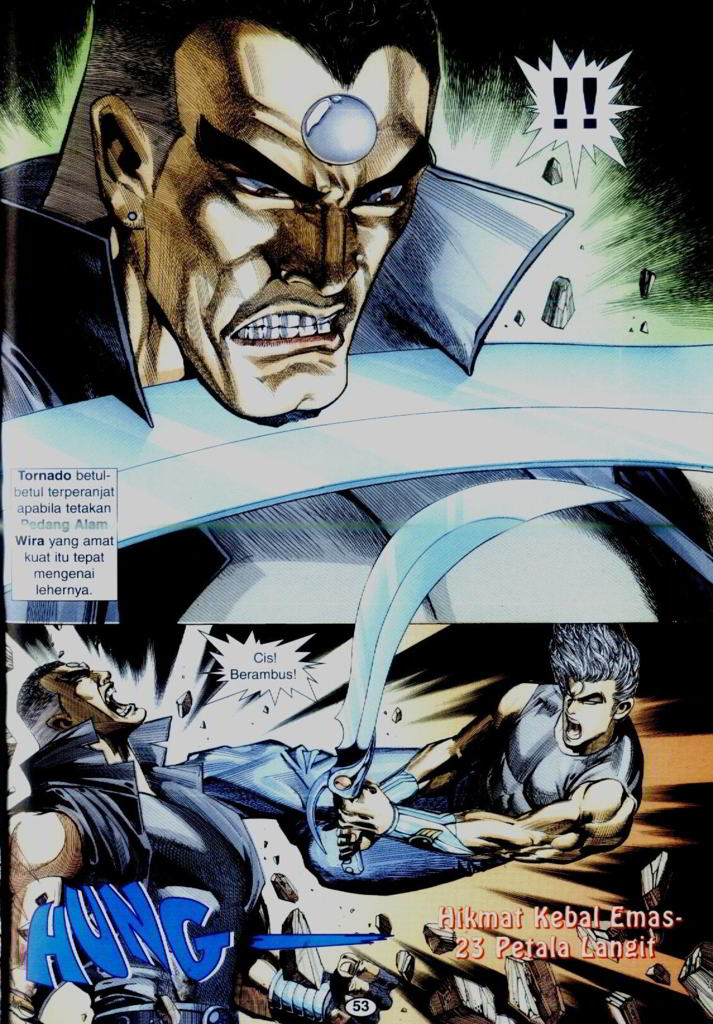 !!
Tornado betul-
betul terperanjat
apabila tetakan
Pedang Alam
Wira yang amat
kuat itu tepat
mengenai
lehernya.
Cis!
Berambus!
HUNG
Hikmat Kebal Emas-
23 Petala Langit
53